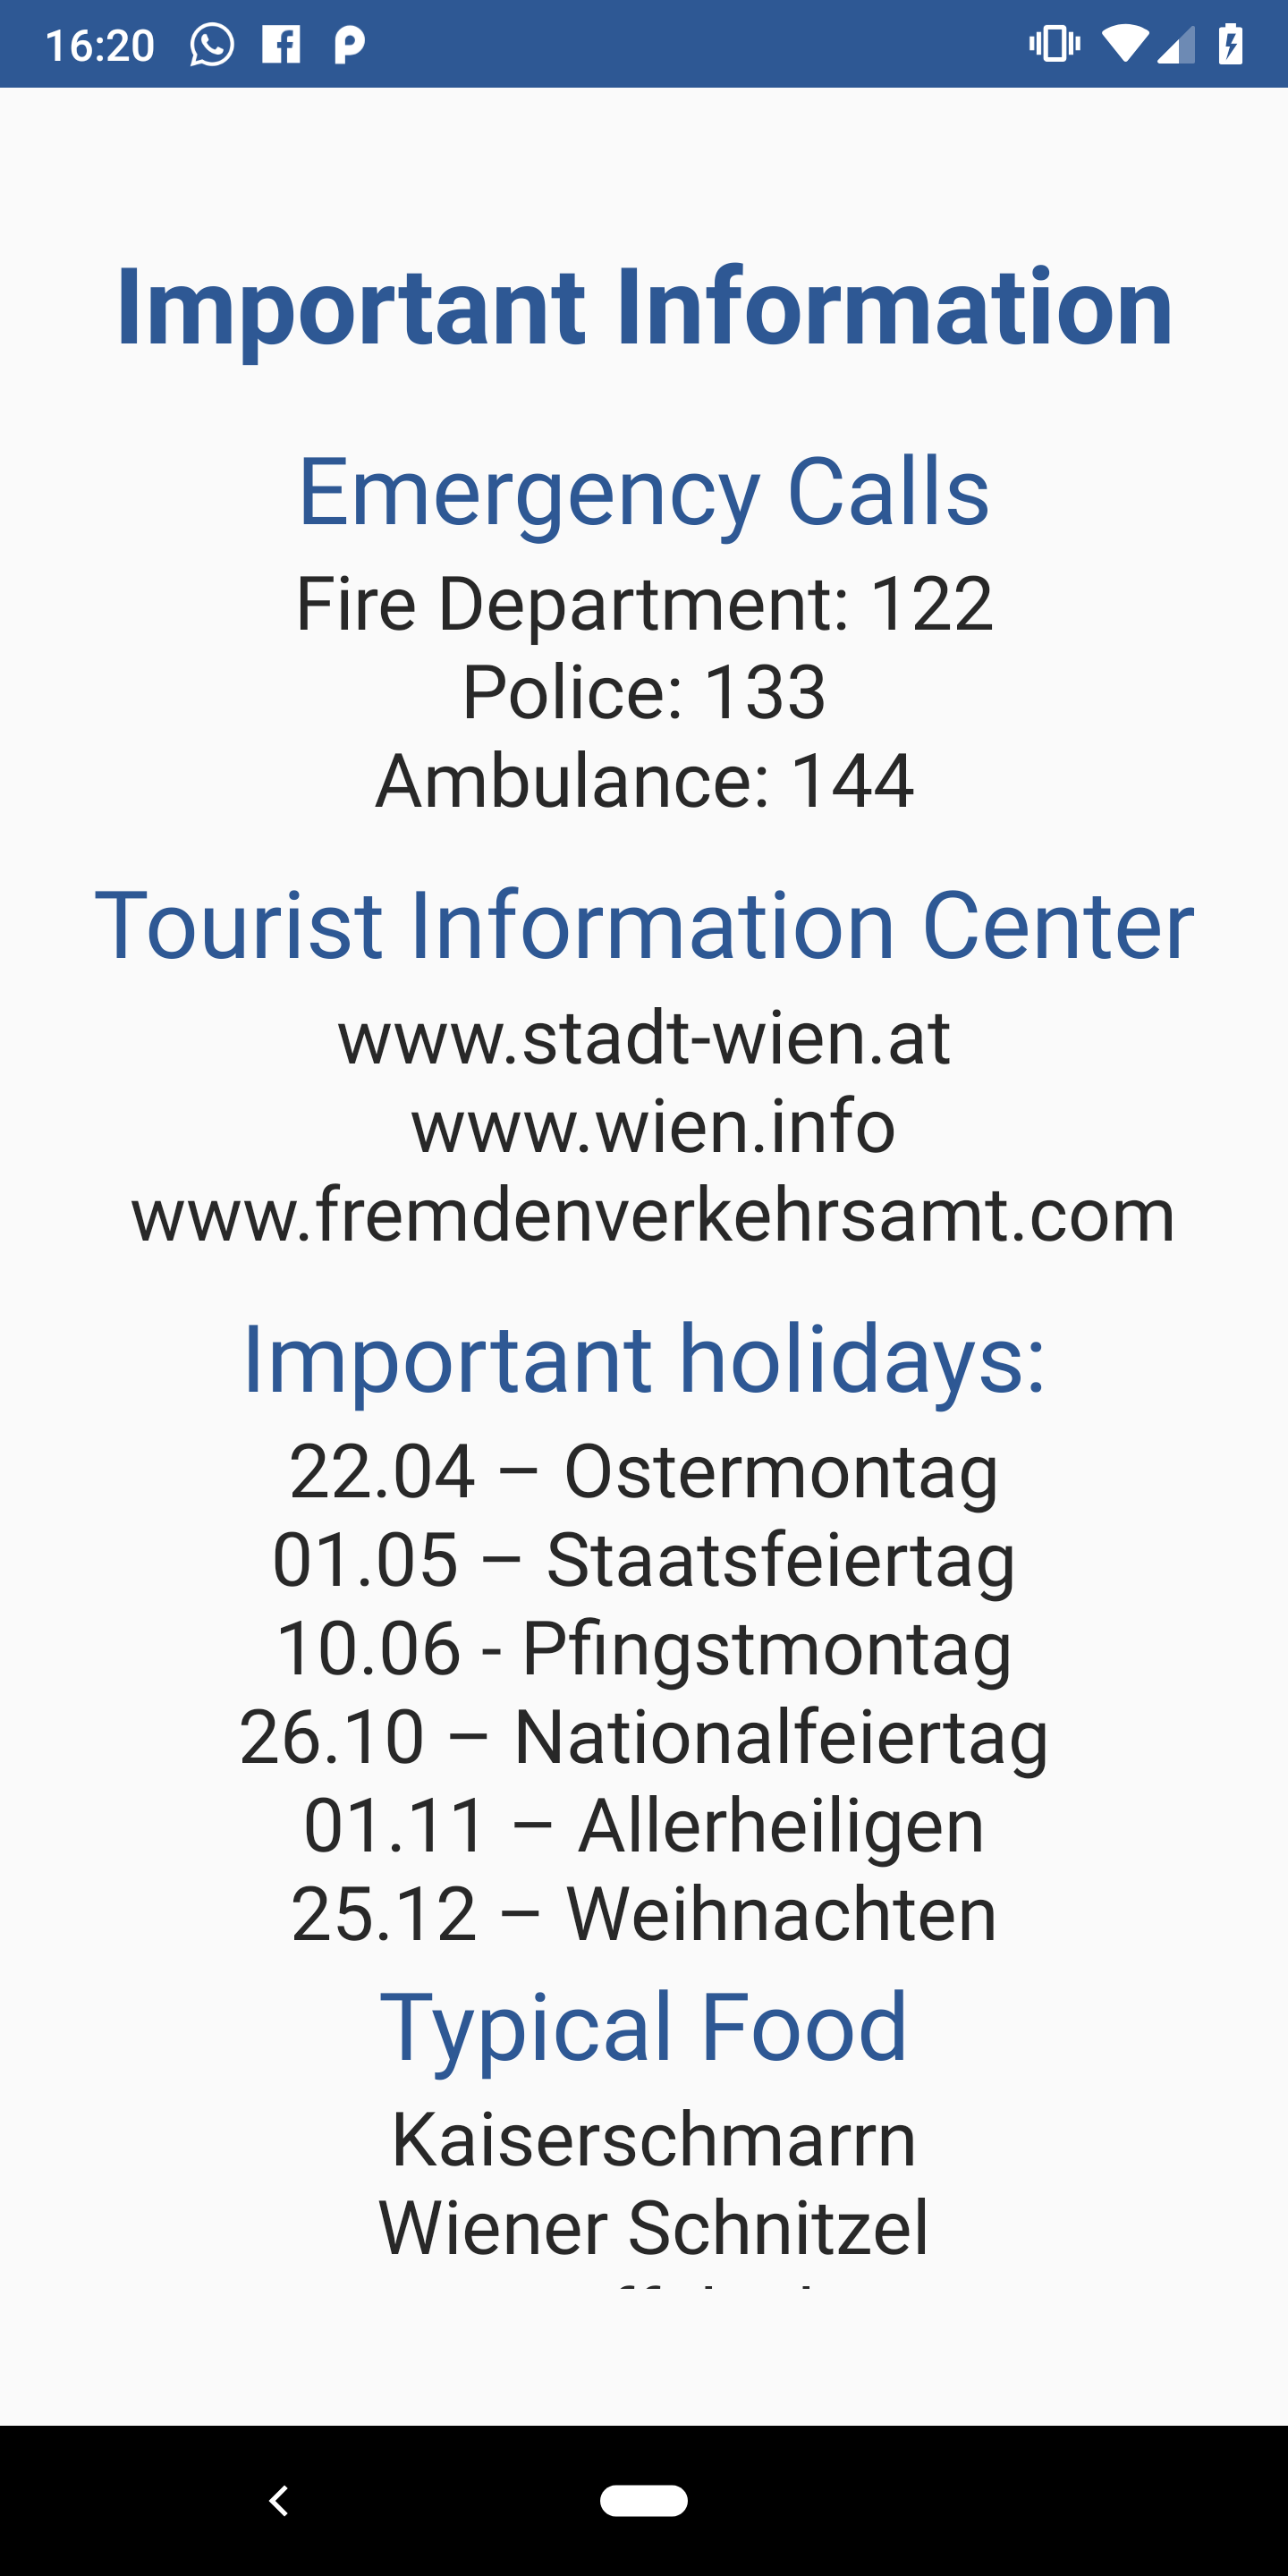 16:20
Important Information
Emergency Calls
Fire Department: 122
Police: 133
Ambulance: 144
Tourist Information Center
www.stadt-wien.at
www.wien.info
www.fremdenverkehrsamt.com
Important holidays:
22.04 – Ostermontag
01.05 – Staatsfeiertag
10.06 - Pfingstmontag
26.10 – Nationalfeiertag
01.11 – Allerheiligen
25.12 – Weihnachten
Typical Food
Kaiserschmarrn
Wiener Schnitzel